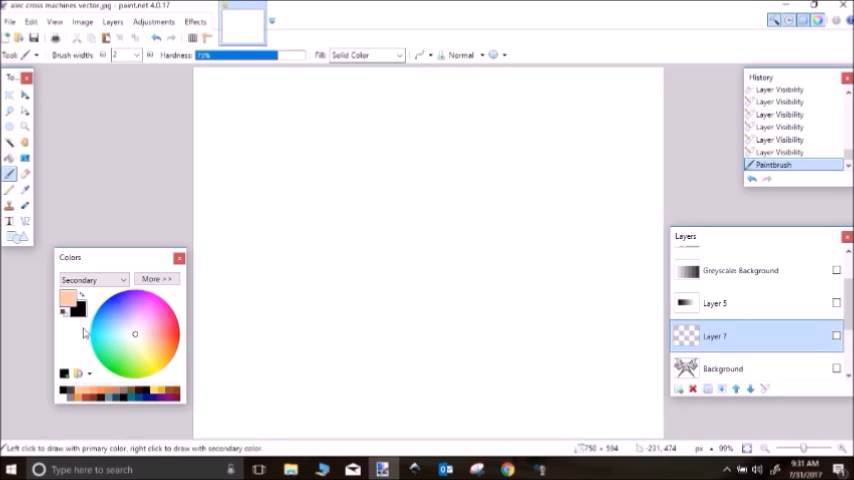 alec cross machines vector.jpg - paint.net 4.0.17
File Edit View Image Layers Adjustments Effects
Tool: Brush width: 2 Hardness: 75% Fill: Solid Color Normal
To...
History
Layer Visibility
Layer Visibility
Layer Visibility
Layer Visibility
Layer Visibility
Layer Visibility
Paintbrush
Colors
Secondary More >>
Layers
Greyscale: Background
Layer 5
Layer 7
Background
Left click to draw with primary color, right click to draw with secondary color.
750 × 594 -231, 474 px 99%
Type here to search
9:31 AM
7/31/2017